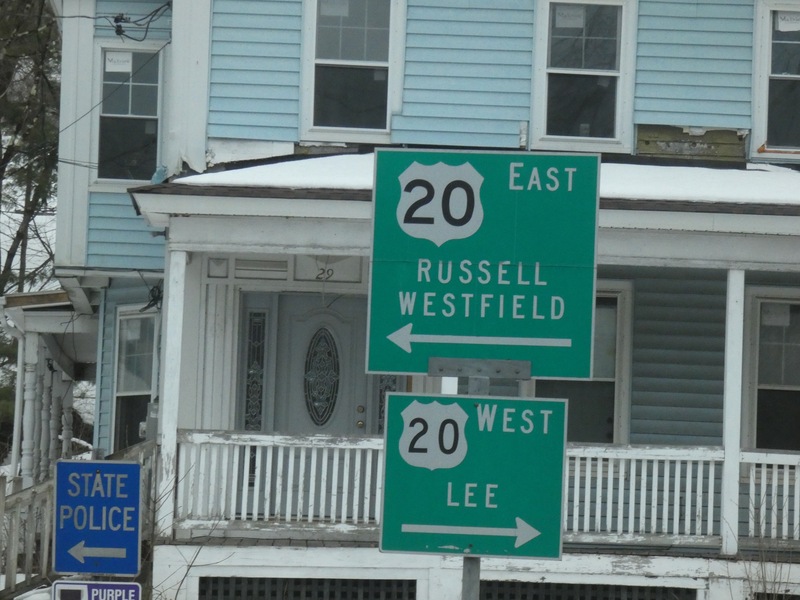 29
20 EAST
RUSSELL
WESTFIELD
20 WEST
LEE
STATE
POLICE
PURPLE